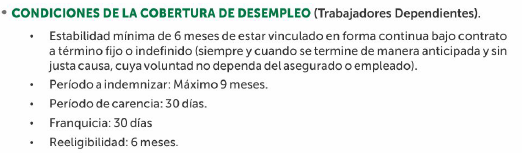 • CONDICIONES DE LA COBERTURA DE DESEMPLEO (Trabajadores Dependientes).
• Estabilidad mínima de 6 meses de estar vinculado en forma continua bajo contrato
a término fijo o indefinido (siempre y cuando se termine de manera anticipada y sin
justa causa, cuya voluntad no dependa del asegurado o empleado).
• Período a indemnizar: Máximo 9 meses.
• Período de carencia: 30 días.
• Franquicia: 30 días
• Reeligibilidad: 6 meses.